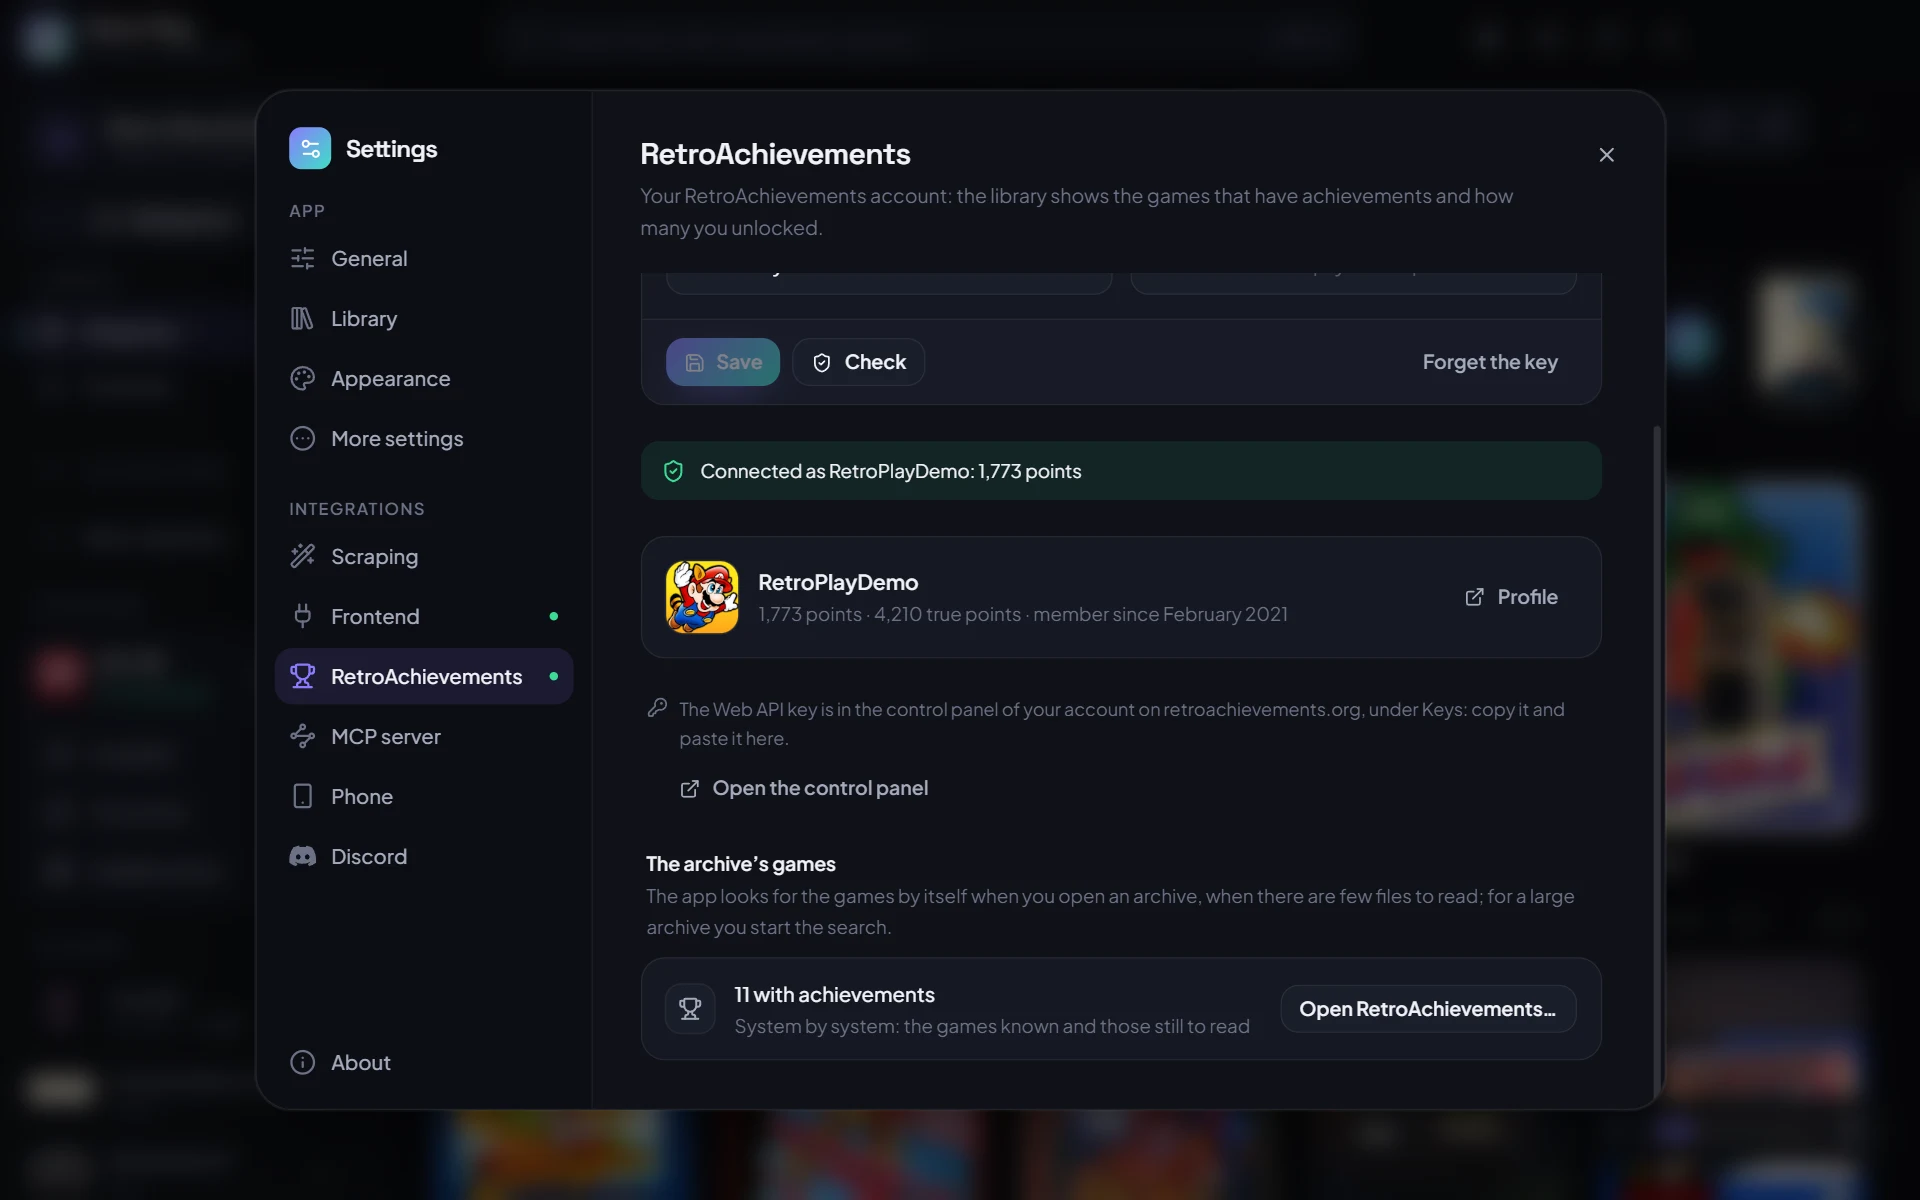 Settings
APP
General
Library
Appearance
More settings
INTEGRATIONS
Scraping
Frontend
RetroAchievements
MCP server
Phone
Discord
About
RetroAchievements
Your RetroAchievements account: the library shows the games that have achievements and how
many you unlocked.
Save
Check
Forget the key
Connected as RetroPlayDemo: 1,773 points
RetroPlayDemo
1,773 points · 4,210 true points · member since February 2021
Profile
The Web API key is in the control panel of your account on retroachievements.org, under Keys: copy it and
paste it here.
Open the control panel
The archive’s games
The app looks for the games by itself when you open an archive, when there are few files to read; for a large
archive you start the search.
11 with achievements
System by system: the games known and those still to read
Open RetroAchievements…